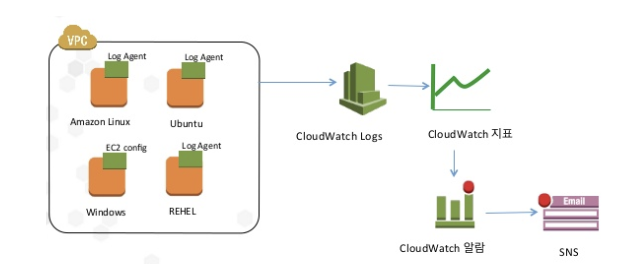 VPC
Log Agent
Log Agent
Amazon Linux
Ubuntu
EC2 config
Log Agent
Windows
REHEL
CloudWatch Logs
CloudWatch 지표
CloudWatch 알람
Email
SNS